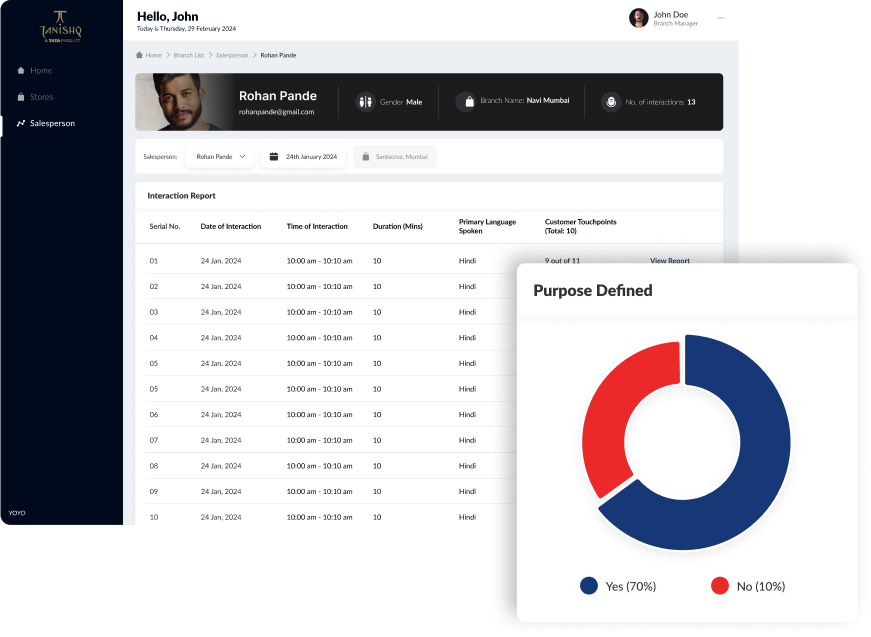 TANISHQ
A TATA PRODUCT
Home
Stores
Salesperson
YOYO
Hello, John
Today is Thursday, 29 February 2024
John Doe
Branch Manager
Home > Branch List > Salesperson > Rohan Pande
Rohan Pande
rohanpande@gmail.com
Gender Male
Branch Name: Navi Mumbai
No. of interactions: 13
Salesperson: Rohan Pande 24th January 2024 Santacruz, Mumbai
Interaction Report
Serial No. Date of Interaction Time of Interaction Duration (Mins) Primary Language Spoken Customer Touchpoints (Total: 10)
01 24 Jan, 2024 10:00 am - 10:10 am 10 Hindi 9 out of 11 View Report
02 24 Jan, 2024 10:00 am - 10:10 am 10 Hindi
03 24 Jan, 2024 10:00 am - 10:10 am 10 Hindi
04 24 Jan, 2024 10:00 am - 10:10 am 10 Hindi
05 24 Jan, 2024 10:00 am - 10:10 am 10 Hindi
05 24 Jan, 2024 10:00 am - 10:10 am 10 Hindi
06 24 Jan, 2024 10:00 am - 10:10 am 10 Hindi
07 24 Jan, 2024 10:00 am - 10:10 am 10 Hindi
08 24 Jan, 2024 10:00 am - 10:10 am 10 Hindi
09 24 Jan, 2024 10:00 am - 10:10 am 10 Hindi
10 24 Jan, 2024 10:00 am - 10:10 am 10 Hindi
Purpose Defined
Yes (70%)
No (10%)